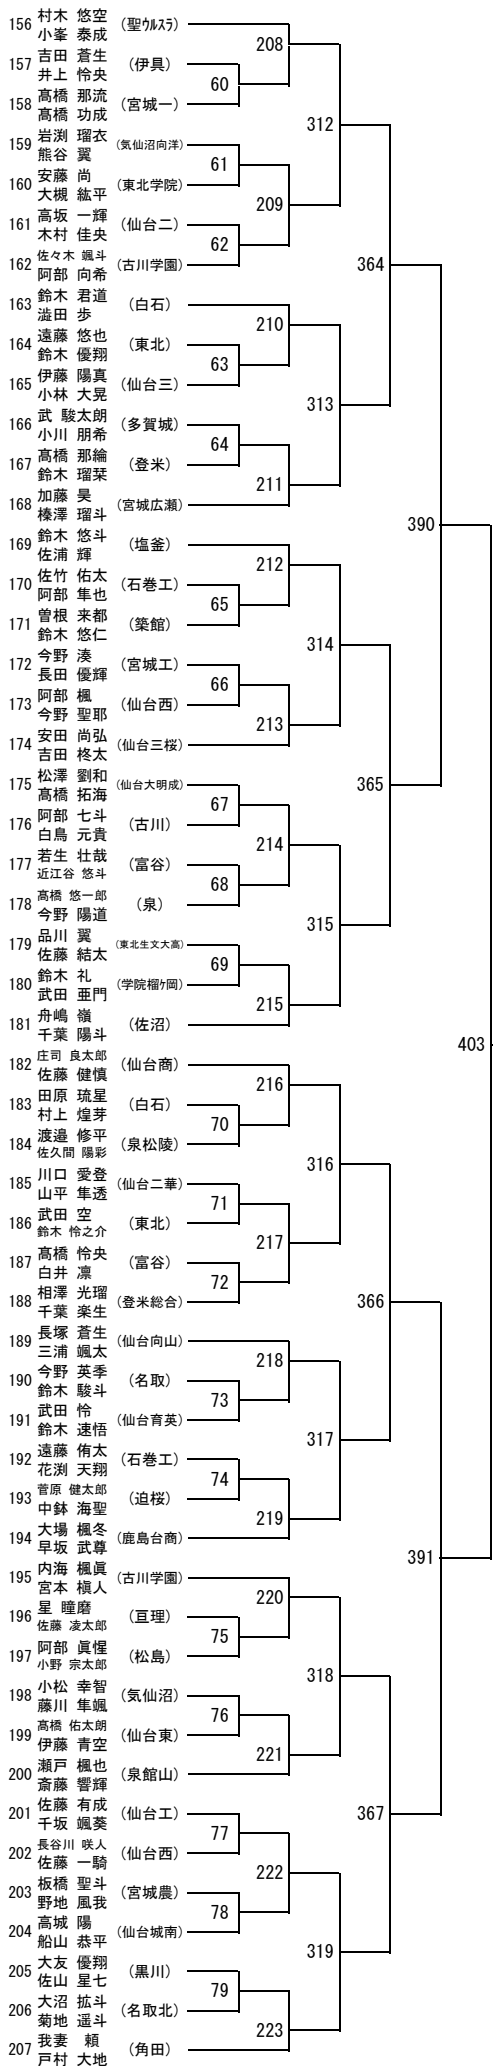 156 村木 悠空 (聖ウルスラ)
小峯 泰成
208
157 吉田 蒼生 (伊具)
井上 怜央
60
158 髙橋 那流 (宮城一)
髙橋 功成
312
159 岩渕 瑠衣 (気仙沼向洋)
熊谷 翼
61
160 安藤 尚 (東北学院)
大槻 紘平
209
161 高坂 一輝 (仙台二)
木村 佳央
62
162 佐々木 颯斗 (古川学園)
阿部 向希
364
163 鈴木 君道 (白石)
澁田 歩
210
164 遠藤 悠也 (東北)
鈴木 優翔
63
165 伊藤 陽真 (仙台三)
小林 大晃
313
166 武 駿太朗 (多賀城)
小川 朋希
64
167 髙橋 那綸 (登米)
鈴木 瑠栞
211
168 加藤 昊 (宮城広瀬)
榛澤 瑠斗
390
169 鈴木 悠斗 (塩釜)
佐浦 輝
212
170 佐竹 佑太 (石巻工)
阿部 隼也
65
171 曽根 来都 (築館)
鈴木 悠仁
314
172 今野 湊 (宮城工)
長田 優輝
66
173 阿部 楓 (仙台西)
今野 聖耶
213
174 安田 尚弘 (仙台三桜)
吉田 柊太
365
175 松澤 劉和 (仙台大明成)
髙橋 拓海
67
176 阿部 七斗 (古川)
白鳥 元貴
214
177 若生 壮哉 (富谷)
近江谷 悠斗
68
178 髙橋 悠一郎 (泉)
今野 陽道
315
179 品川 翼 (東北生文大高)
佐藤 結太
69
180 鈴木 礼 (学院榴ケ岡)
武田 亜門
215
181 舟嶋 嶺 (佐沼)
千葉 陽斗
403
182 庄司 良太郎 (仙台商)
佐藤 健慎
216
183 田原 琉星 (白石)
村上 煌芽
70
184 渡邉 修平 (泉松陵)
佐久間 陽彩
316
185 川口 愛登 (仙台二華)
山平 隼透
71
186 武田 空 (東北)
鈴木 怜之介
217
187 髙橋 怜央 (富谷)
白井 凛
72
188 相澤 光瑠 (登米総合)
千葉 楽生
366
189 長塚 蒼生 (仙台向山)
三浦 颯太
218
190 今野 英季 (名取)
鈴木 駿斗
73
191 武田 怜 (仙台育英)
鈴木 速悟
317
192 遠藤 侑太 (石巻工)
花渕 天翔
74
193 菅原 健太郎 (迫桜)
中鉢 海聖
219
194 大場 楓冬 (鹿島台商)
早坂 武尊
391
195 内海 楓眞 (古川学園)
宮本 槇人
220
196 星 瞳磨 (亘理)
佐藤 凌太郎
75
197 阿部 眞惺 (松島)
小野 宗太郎
318
198 小松 幸智 (気仙沼)
藤川 隼颯
76
199 髙橋 佑太朗 (仙台東)
伊藤 青空
221
200 瀬戸 楓也 (泉館山)
斎藤 響輝
367
201 佐藤 有成 (仙台工)
千坂 颯葵
77
202 長谷川 咲人 (仙台西)
佐藤 一騎
222
203 板橋 聖斗 (宮城農)
野地 風我
78
204 高城 陽 (仙台城南)
船山 恭平
319
205 大友 優翔 (黒川)
佐山 星七
79
206 大沼 拡斗 (名取北)
菊地 遥斗
223
207 我妻 頼 (角田)
戸村 大地